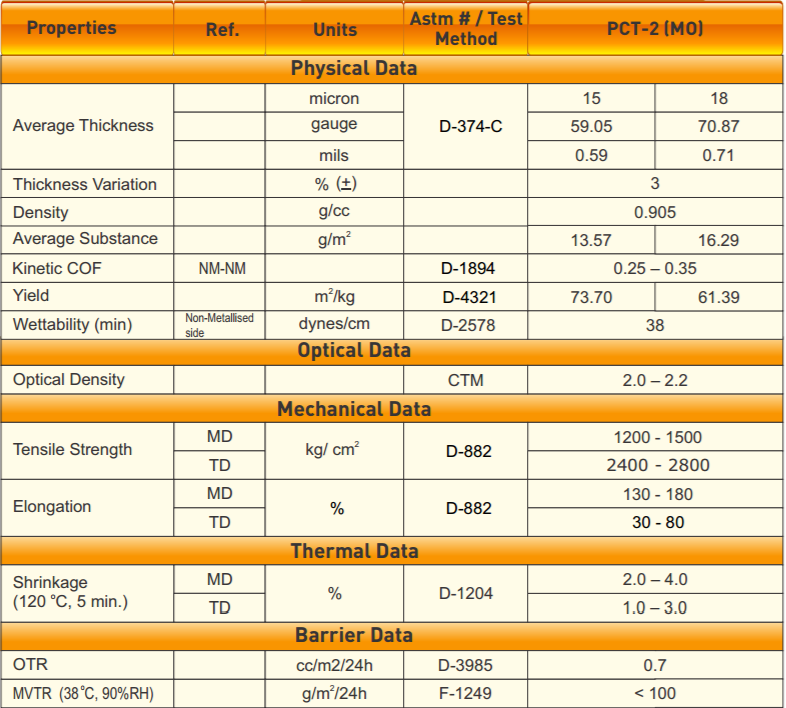 Properties Ref. Units Astm # / Test Method PCT-2 (MO)
Physical Data
Average Thickness micron D-374-C 15 18
gauge 59.05 70.87
mils 0.59 0.71
Thickness Variation % (±) 3
Density g/cc 0.905
Average Substance g/m² 13.57 16.29
Kinetic COF NM-NM D-1894 0.25 – 0.35
Yield m²/kg D-4321 73.70 61.39
Wettability (min) Non-Metallised side dynes/cm D-2578 38
Optical Data
Optical Density CTM 2.0 – 2.2
Mechanical Data
Tensile Strength MD kg/ cm² D-882 1200 - 1500
TD 2400 - 2800
Elongation MD % D-882 130 - 180
TD 30 - 80
Thermal Data
Shrinkage (120 °C, 5 min.) MD % D-1204 2.0 – 4.0
TD 1.0 – 3.0
Barrier Data
OTR cc/m2/24h D-3985 0.7
MVTR (38°C, 90%RH) g/m²/24h F-1249 < 100